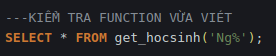 ---KIỂM TRA FUNCTION VỪA VIẾT
SELECT * FROM get_hocsinh('Ng%');